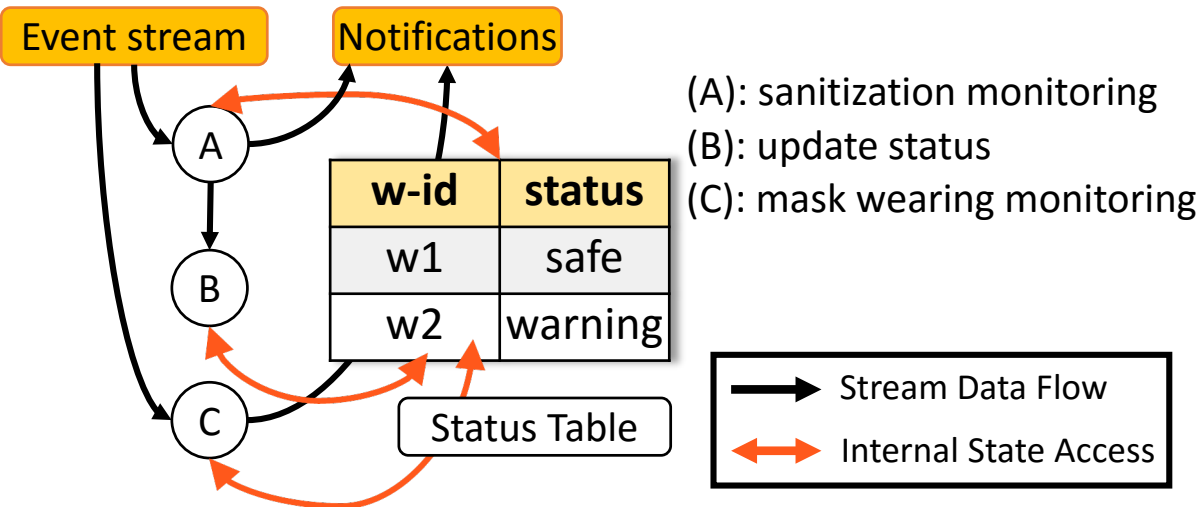 Event stream
Notifications
A
B
C
w-id status
w1 safe
w2 warning
Status Table
(A): sanitization monitoring
(B): update status
(C): mask wearing monitoring
Stream Data Flow
Internal State Access